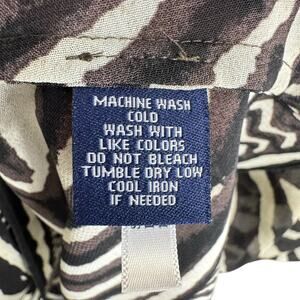 MACHINE WASH
COLD
WASH WITH
LIKE COLORS
DO NOT BLEACH
TUMBLE DRY LOW
COOL IRON
IF NEEDED